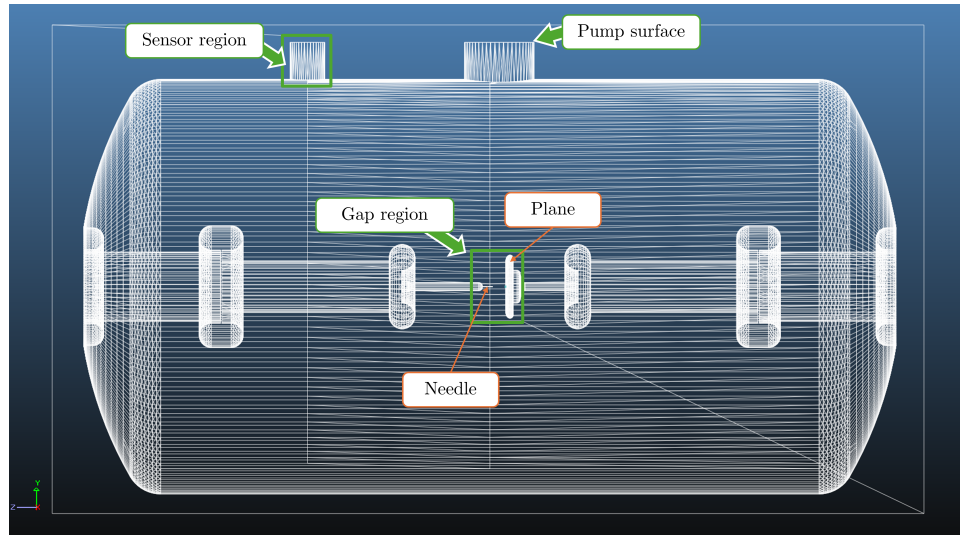 Sensor region
Pump surface
Gap region
Plane
Needle
Y
Z